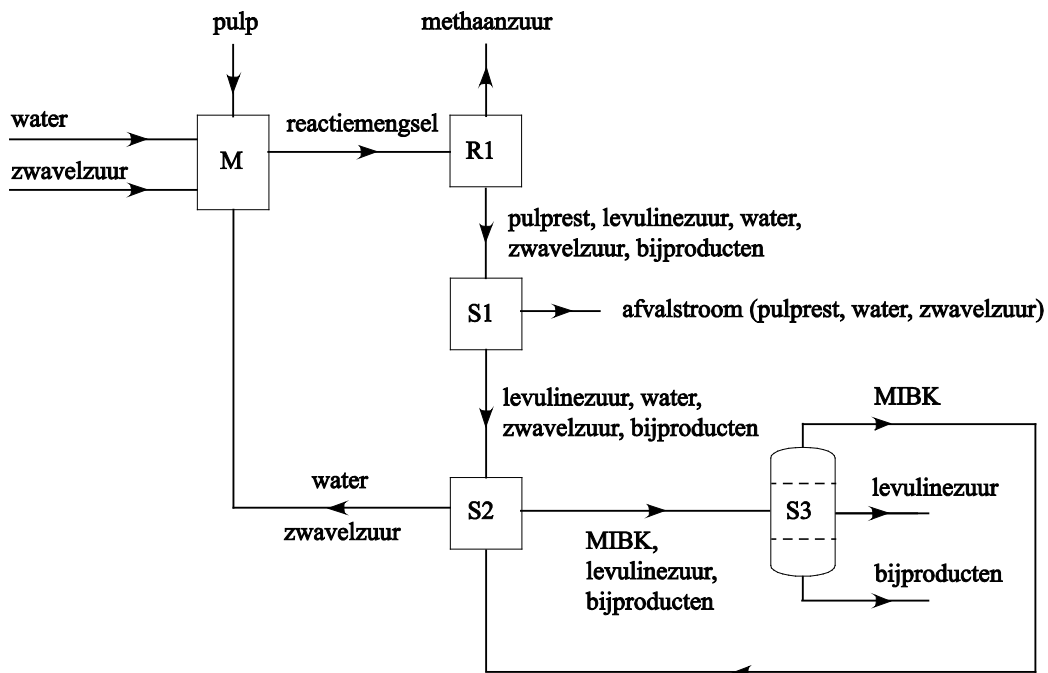 pulp
methaanzuur
water
reactiemengsel
M
R1
zwavelzuur
pulprest, levulinezuur, water,
zwavelzuur, bijproducten
S1
afvalstroom (pulprest, water, zwavelzuur)
levulinezuur, water,
zwavelzuur, bijproducten
MIBK
water
zwavelzuur
S2
S3
levulinezuur
MIBK,
levulinezuur,
bijproducten
bijproducten